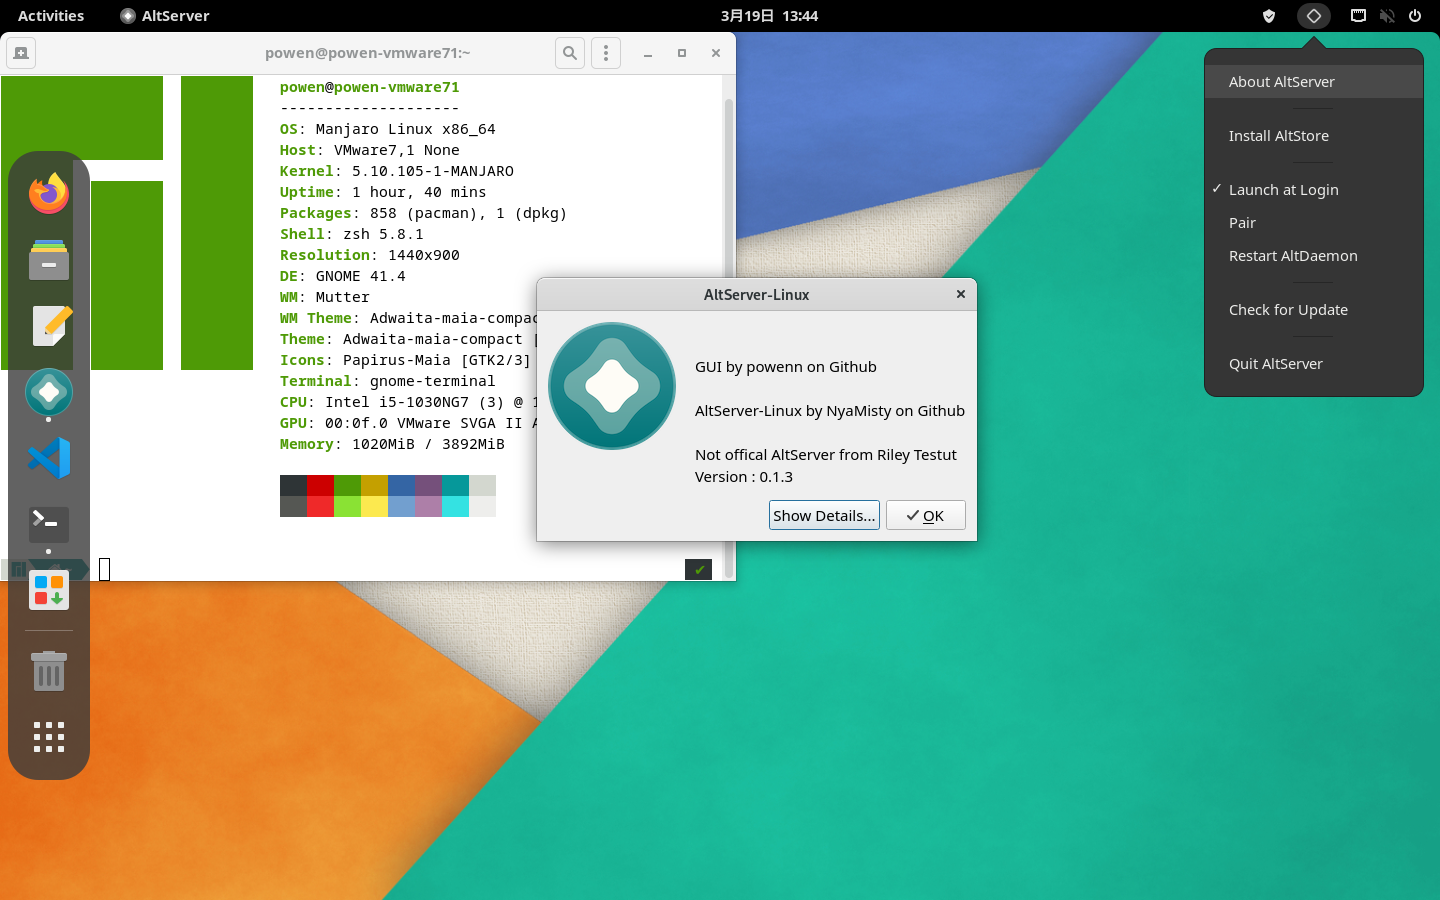 Activities
AltServer
3月19日 13:44
powen@powen-vmware71:~
powen@powen-vmware71
--------------------
OS: Manjaro Linux x86_64
Host: VMware7,1 None
Kernel: 5.10.105-1-MANJARO
Uptime: 1 hour, 40 mins
Packages: 858 (pacman), 1 (dpkg)
Shell: zsh 5.8.1
Resolution: 1440x900
DE: GNOME 41.4
WM: Mutter
WM Theme: Adwaita-maia-compac
Theme: Adwaita-maia-compact [
Icons: Papirus-Maia [GTK2/3]
Terminal: gnome-terminal
CPU: Intel i5-1030NG7 (3) @ 1
GPU: 00:0f.0 VMware SVGA II A
Memory: 1020MiB / 3892MiB
AltServer-Linux
GUI by powenn on Github
AltServer-Linux by NyaMisty on Github
Not offical AltServer from Riley Testut
Version : 0.1.3
Show Details...
OK
About AltServer
Install AltStore
✓ Launch at Login
Pair
Restart AltDaemon
Check for Update
Quit AltServer